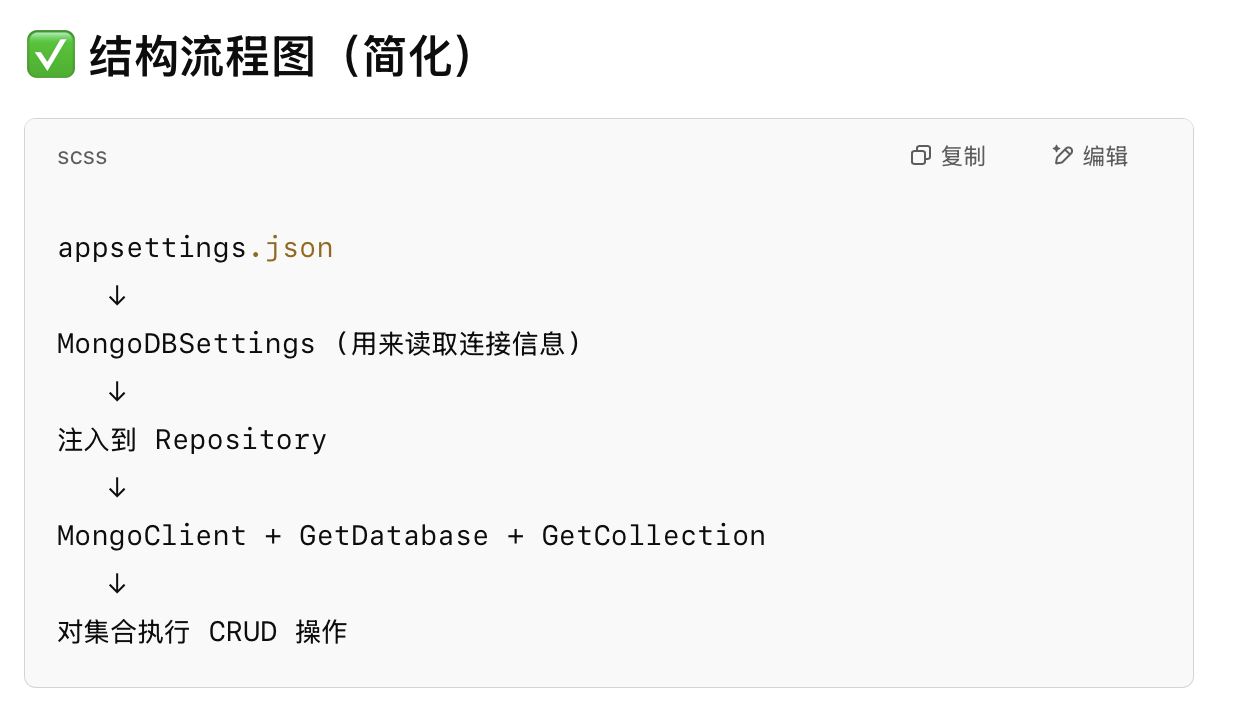 ✅ 结构流程图（简化）
scss
复制
编辑
appsettings.json
↓
MongoDBSettings（用来读取连接信息）
↓
注入到 Repository
↓
MongoClient + GetDatabase + GetCollection
↓
对集合执行 CRUD 操作